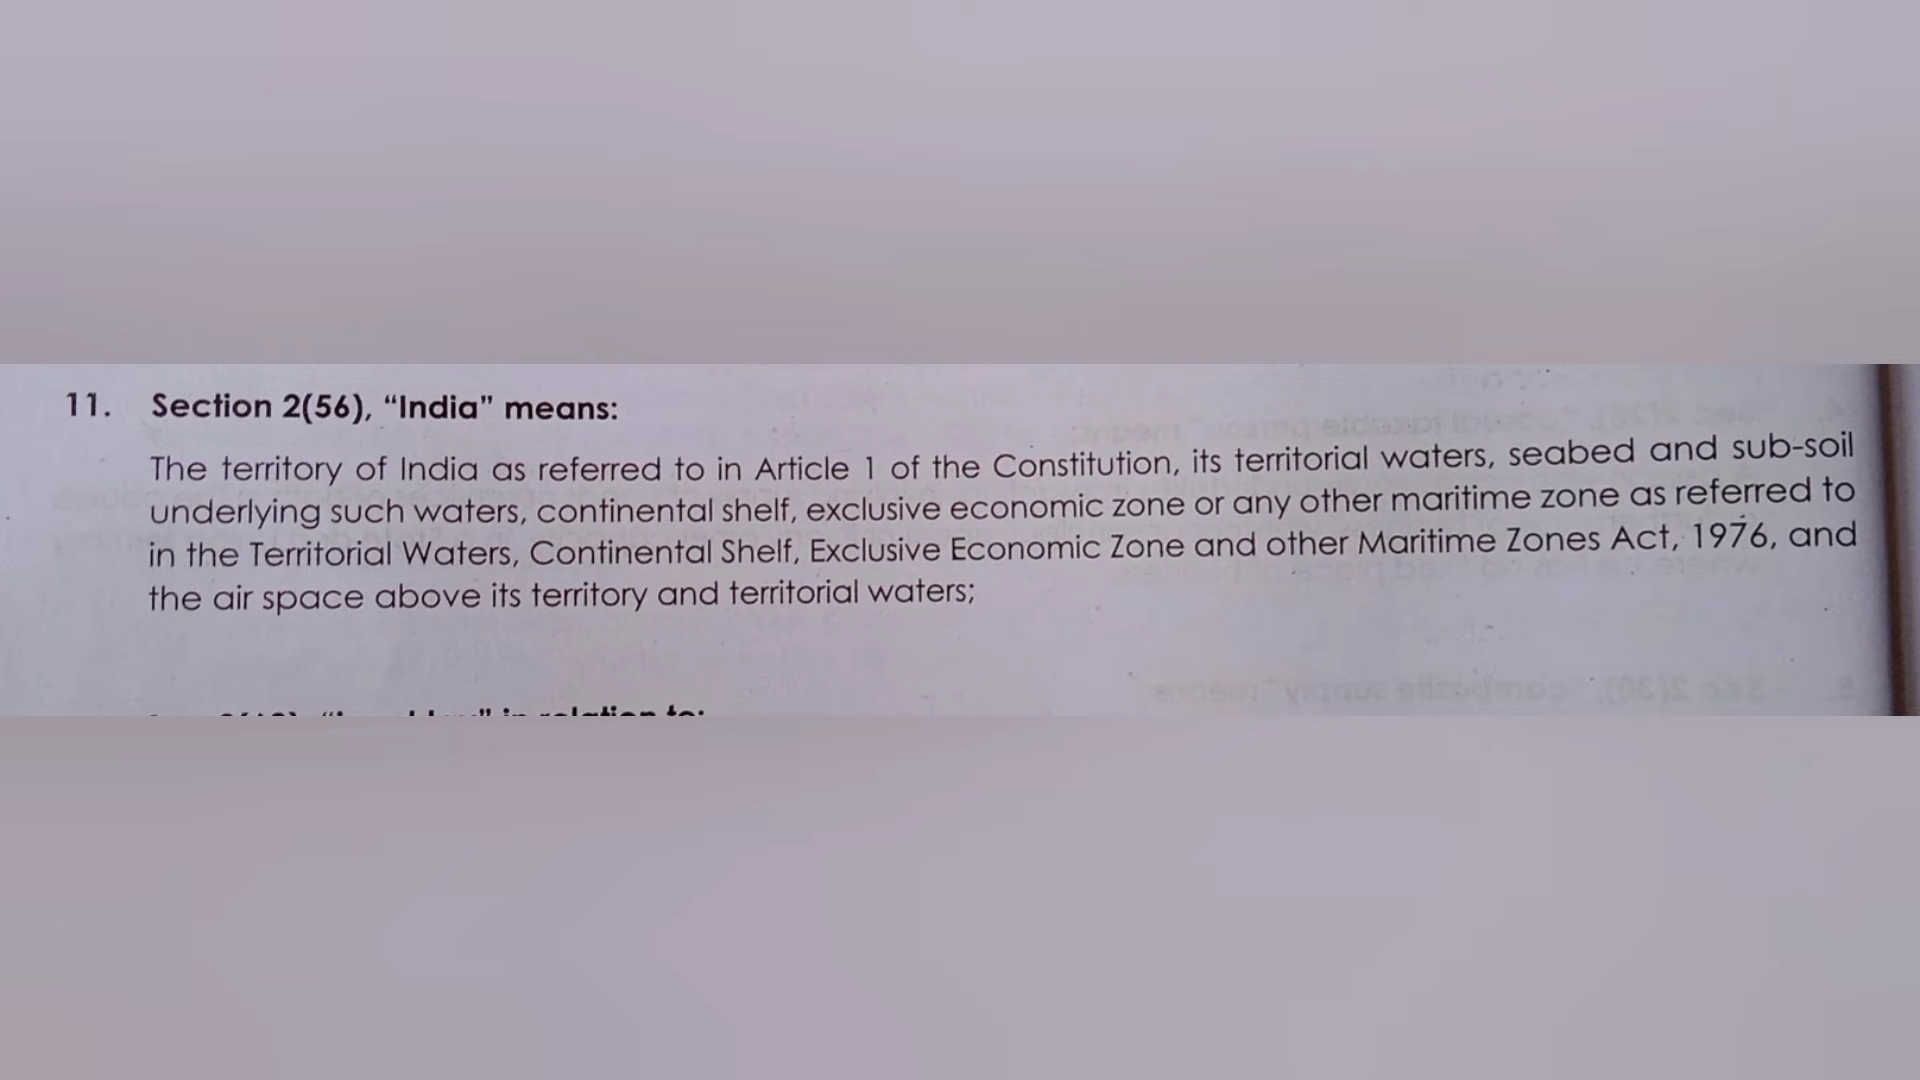 11. Section 2(56), “India” means:
The territory of India as referred to in Article 1 of the Constitution, its territorial waters, seabed and sub-soil
underlying such waters, continental shelf, exclusive economic zone or any other maritime zone as referred to
in the Territorial Waters, Continental Shelf, Exclusive Economic Zone and other Maritime Zones Act, 1976, and
the air space above its territory and territorial waters;
in relation to: